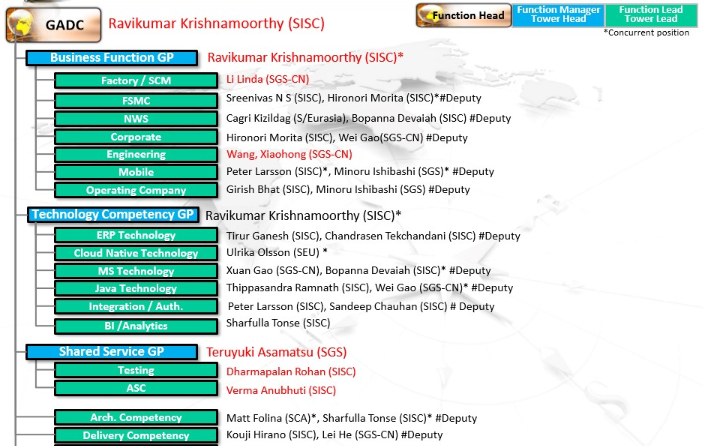 GADC Ravikumar Krishnamoorthy (SISC)
Function Head
Function Manager
Tower Head
Function Lead
Tower Lead
*Concurrent position
Business Function GP Ravikumar Krishnamoorthy (SISC)*
Factory / SCM Li Linda (SGS-CN)
FSMC Sreenivas N S (SISC), Hironori Morita (SISC)*#Deputy
NWS Cagri Kizildag (S/Eurasia), Bopanna Devaiah (SISC) #Deputy
Corporate Hironori Morita (SISC), Wei Gao(SGS-CN) #Deputy
Engineering Wang, Xiaohong (SGS-CN)
Mobile Peter Larsson (SISC)*, Minoru Ishibashi (SGS)* #Deputy
Operating Company Girish Bhat (SISC), Minoru Ishibashi (SGS) #Deputy
Technology Competency GP Ravikumar Krishnamoorthy (SISC)*
ERP Technology Tirur Ganesh (SISC), Chandrasen Tekchandani (SISC) #Deputy
Cloud Native Technology Ulrika Olsson (SEU) *
MS Technology Xuan Gao (SGS-CN), Bopanna Devaiah (SISC)* #Deputy
Java Technology Thippasandra Ramnath (SISC), Wei Gao (SGS-CN)* #Deputy
Integration / Auth. Peter Larsson (SISC), Sandeep Chauhan (SISC) # Deputy
BI /Analytics Sharfulla Tonse (SISC)
Shared Service GP Teruyuki Asamatsu (SGS)
Testing Dharmapalan Rohan (SISC)
ASC Verma Anubhuti (SISC)
Arch. Competency Matt Folina (SCA)*, Sharfulla Tonse (SISC)* #Deputy
Delivery Competency Kouji Hirano (SISC), Lei He (SGS-CN) #Deputy